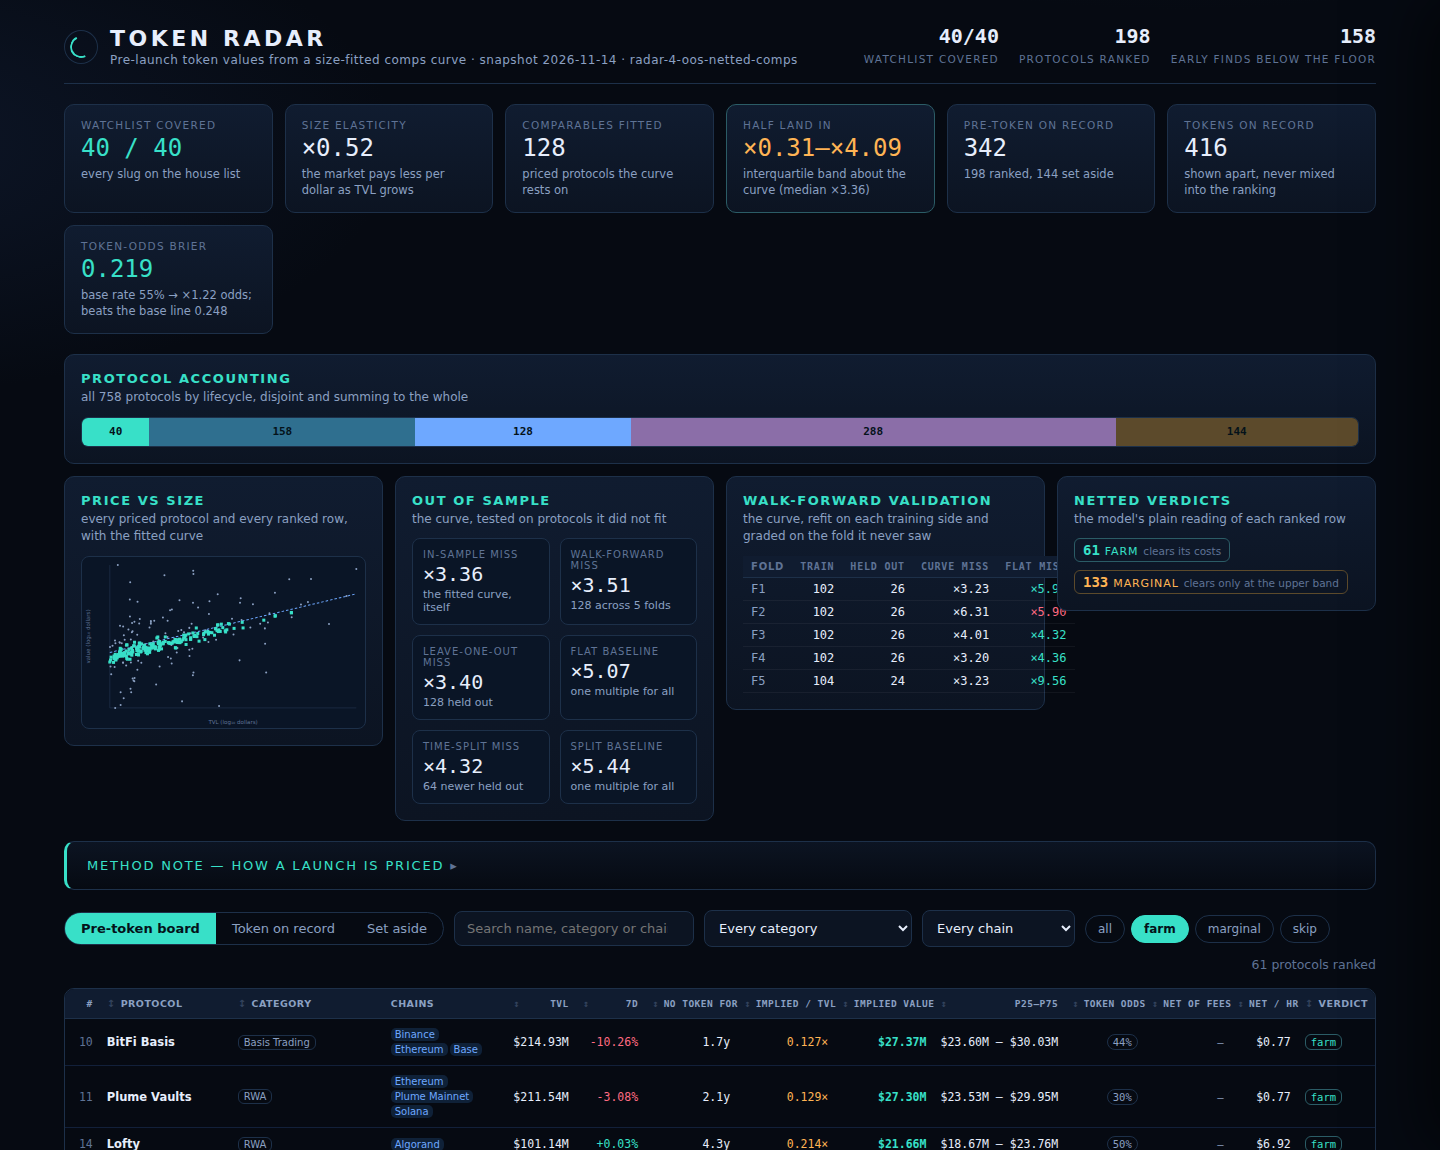 TOKEN RADAR
Pre-launch token values from a size-fitted comps curve · snapshot 2026-11-14 · radar-4-oos-netted-comps
40/40
WATCHLIST COVERED
198
PROTOCOLS RANKED
158
EARLY FINDS BELOW THE FLOOR
WATCHLIST COVERED
40 / 40
every slug on the house list
SIZE ELASTICITY
×0.52
the market pays less per
dollar as TVL grows
COMPARABLES FITTED
128
priced protocols the curve
rests on
HALF LAND IN
×0.31—×4.09
interquartile band about the
curve (median ×3.36)
PRE-TOKEN ON RECORD
342
198 ranked, 144 set aside
TOKENS ON RECORD
416
shown apart, never mixed
into the ranking
TOKEN-ODDS BRIER
0.219
base rate 55% → ×1.22 odds;
beats the base line 0.248
PROTOCOL ACCOUNTING
all 758 protocols by lifecycle, disjoint and summing to the whole
40 158 128 288 144
PRICE VS SIZE
every priced protocol and every ranked row,
with the fitted curve
TVL (log₁₀ dollars)
OUT OF SAMPLE
the curve, tested on protocols it did not fit
IN-SAMPLE MISS
×3.36
the fitted curve,
itself
WALK-FORWARD
MISS
×3.51
128 across 5 folds
LEAVE-ONE-OUT
MISS
×3.40
128 held out
FLAT BASELINE
×5.07
one multiple for all
TIME-SPLIT MISS
×4.32
64 newer held out
SPLIT BASELINE
×5.44
one multiple for all
WALK-FORWARD VALIDATION
the curve, refit on each training side and
graded on the fold it never saw
FOLD TRAIN HELD OUT CURVE MISS FLAT MIS
F1 102 26 ×3.23 ×5.9
F2 102 26 ×6.31 ×5.90
F3 102 26 ×4.01 ×4.32
F4 102 26 ×3.20 ×4.36
F5 104 24 ×3.23 ×9.56
NETTED VERDICTS
the model's plain reading of each ranked row
61 FARM clears its costs
133 MARGINAL clears only at the upper band
METHOD NOTE — HOW A LAUNCH IS PRICED ▸
Pre-token board Token on record Set aside Search name, category or chai Every category Every chain all farm marginal skip
61 protocols ranked
# ↕ PROTOCOL ↕ CATEGORY CHAINS ↕ TVL ↕ 7D ↕ NO TOKEN FOR ↕ IMPLIED / TVL ↕ IMPLIED VALUE ↕ P25–P75 ↕ TOKEN ODDS ↕ NET OF FEES ↕ NET / HR ↕ VERDICT
10 BitFi Basis Basis Trading Binance Ethereum Base $214.93M -10.26% 1.7y 0.127× $27.37M $23.60M – $30.03M 44% – $0.77 farm
11 Plume Vaults RWA Ethereum Plume Mainnet Solana $211.54M -3.08% 2.1y 0.129× $27.30M $23.53M – $29.95M 30% – $0.77 farm
14 Lofty RWA Algorand $101.14M +0.03% 4.3y 0.214× $21.66M $18.67M – $23.76M 50% – $6.92 farm